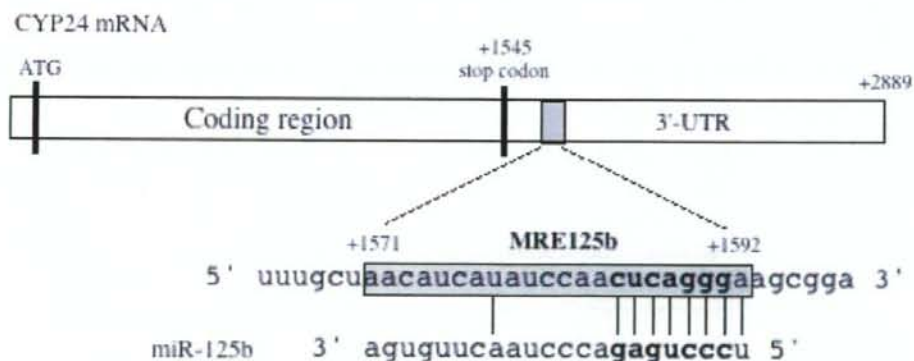 CYP24 mRNA
+1545
ATG stop codon +2889
Coding region 3'-UTR
+1571 MRE125b +1592
5' uuugcuaacaucauauccaacucagggaagcgga 3'
miR-125b 3' aguguucaaucccagagucccu 5'